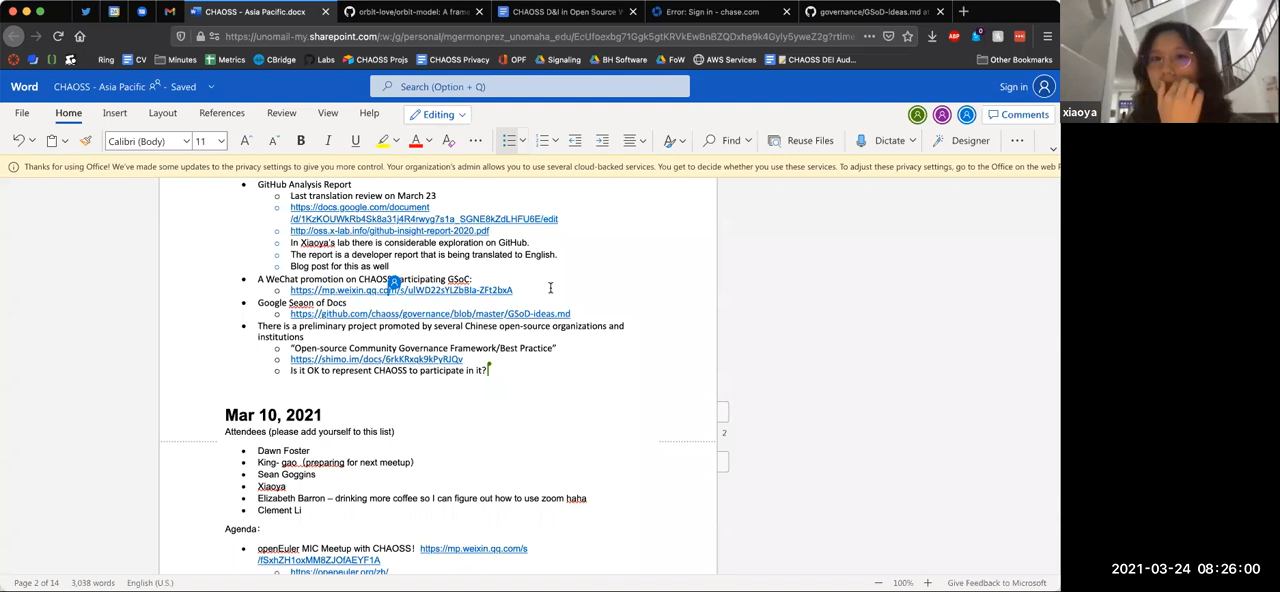 CHAOSS - Asia Pacific.docx
orbit-love/orbit-model: A frame
CHAOSS D&I in Open Source W
Error: Sign in - chase.com
governance/GSoD-ideas.md at
https://unomail-my.sharepoint.com/:w:/g/personal/mgermonprez_unomaha_edu/
Ring CV Minutes Metrics CBridge Labs CHAOSS Projs CHAOSS Privacy OPF Signaling BH Software FoW AWS Services CHAOSS DEI Aud... Other Bookmarks
Word CHAOSS - Asia Pacific - Saved Search (Option + Q) Sign in
File Home Insert Layout References Review View Help Editing Comments
Calibri (Body) 11 B I U A Find Reuse Files Dictate Designer
Thanks for using Office! We've made some updates to the privacy settings to give you more control. Your organization's admin allows you to use several cloud-backed services. You get to decide whether you use these services. To adjust these privacy settings, go to the Office on the web
GitHub Analysis Report
Last translation review on March 23
https://docs.google.com/document
/d/1KzKOUWkRb4Sk8a31j4R4rwyg7s1a_SGNE8kZdLHFU6E/edit
http://oss.x-lab.info/github-insight-report-2020.pdf
In Xiaoya's lab there is considerable exploration on GitHub.
The report is a developer report that is being translated to English.
Blog post for this as well
A WeChat promotion on CHAOSS participating GSoC:
https://mp.weixin.qq.com/s/ulWD22sYLZbBla-ZFt2bxA
Google Seaon of Docs
https://github.com/chaoss/governance/blob/master/GSoD-ideas.md
There is a preliminary project promoted by several Chinese open-source organizations and
institutions
"Open-source Community Governance Framework/Best Practice"
https://shimo.im/docs/6rkKRxqk9kPyRJQv
Is it OK to represent CHAOSS to participate in it?
Mar 10, 2021
Attendees (please add yourself to this list)
2
Dawn Foster
King- gao（preparing for next meetup）
Sean Goggins
Xiaoya
Elizabeth Barron – drinking more coffee so I can figure out how to use zoom haha
Clement Li
Agenda：
openEuler MIC Meetup with CHAOSS！ https://mp.weixin.qq.com/s
/fSxhZH1oxMM8ZJOfAEYF1A
https://openeuler.org/zh/
Page 2 of 14 3,038 words English (U.S.) 100% Give Feedback to Microsoft
xiaoya
2021-03-24 08:26:00